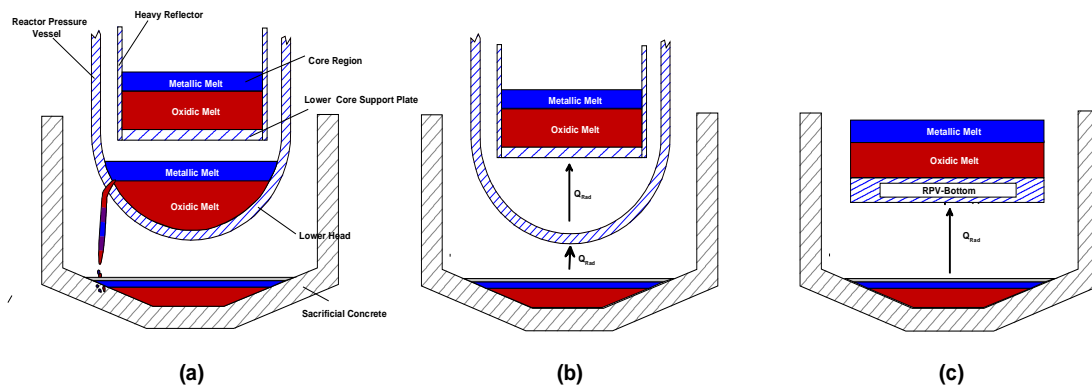 Reactor Pressure
Vessel
Heavy Reflector
Core Region
Metallic Melt
Oxidic Melt
Lower Core Support Plate
Metallic Melt
Oxidic Melt
Lower Head
Sacrificial Concrete
(a)
Metallic Melt
Oxidic Melt
QRad
QRad
(b)
Metallic Melt
Oxidic Melt
RPV-Bottom
QRad
(c)